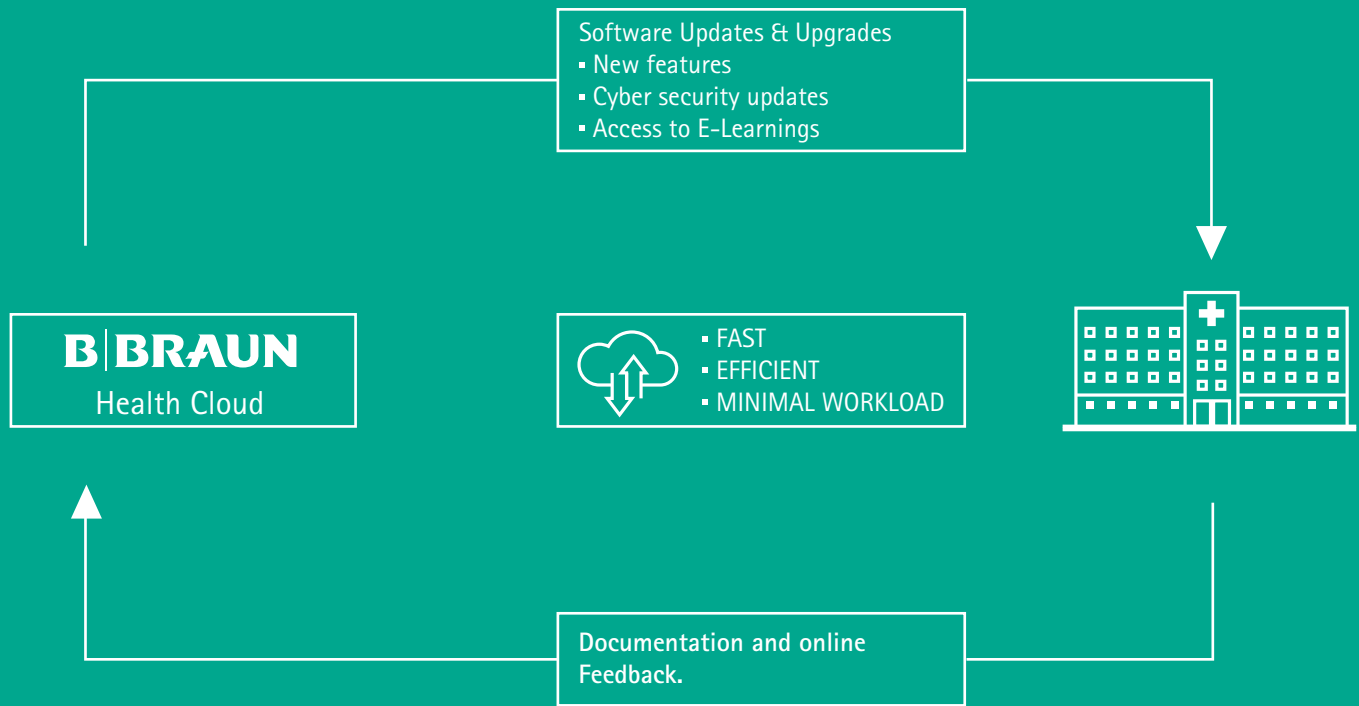 Software Updates & Upgrades
▪ New features
▪ Cyber security updates
▪ Access to E-Learnings
B|BRAUN
Health Cloud
▪ FAST
▪ EFFICIENT
▪ MINIMAL WORKLOAD
Documentation and online
Feedback.